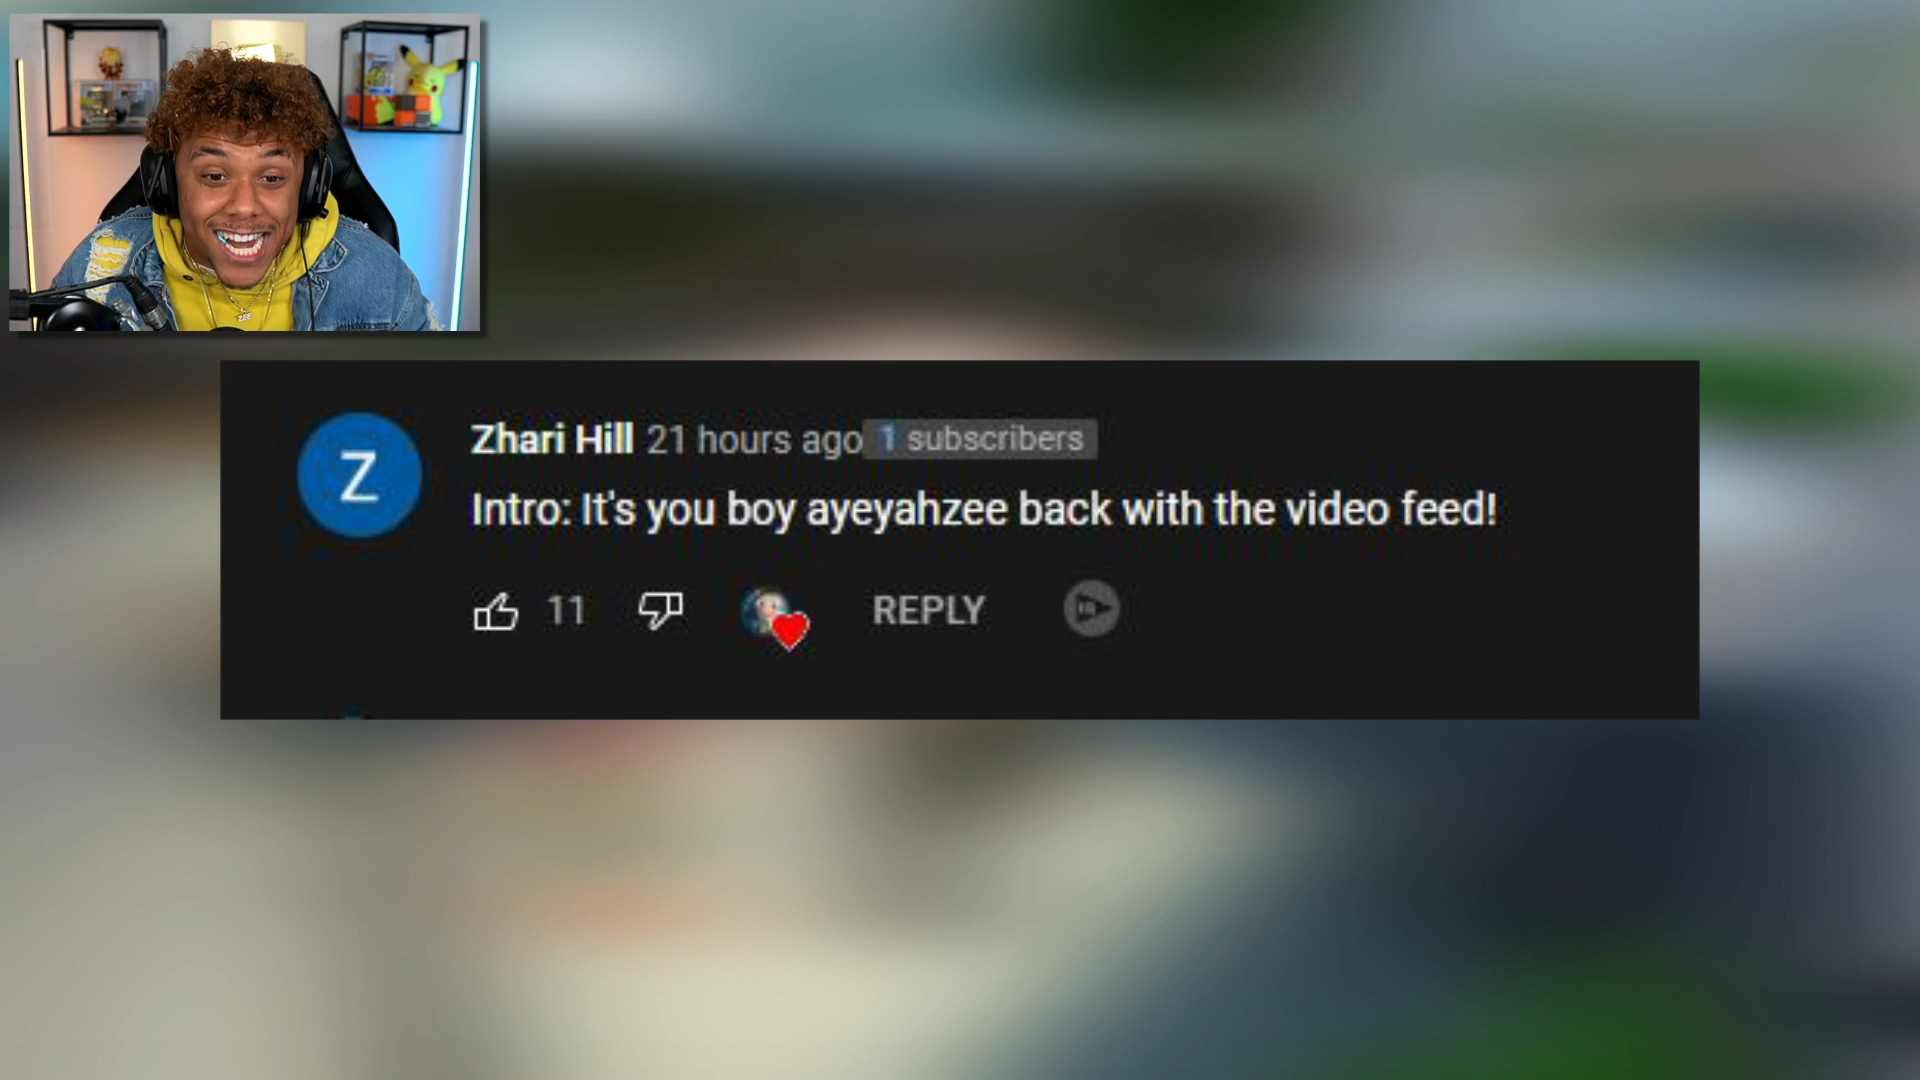 ZEE
Z
Zhari Hill 21 hours ago 1 subscribers
Intro: It's you boy ayeyahzee back with the video feed!
11 REPLY